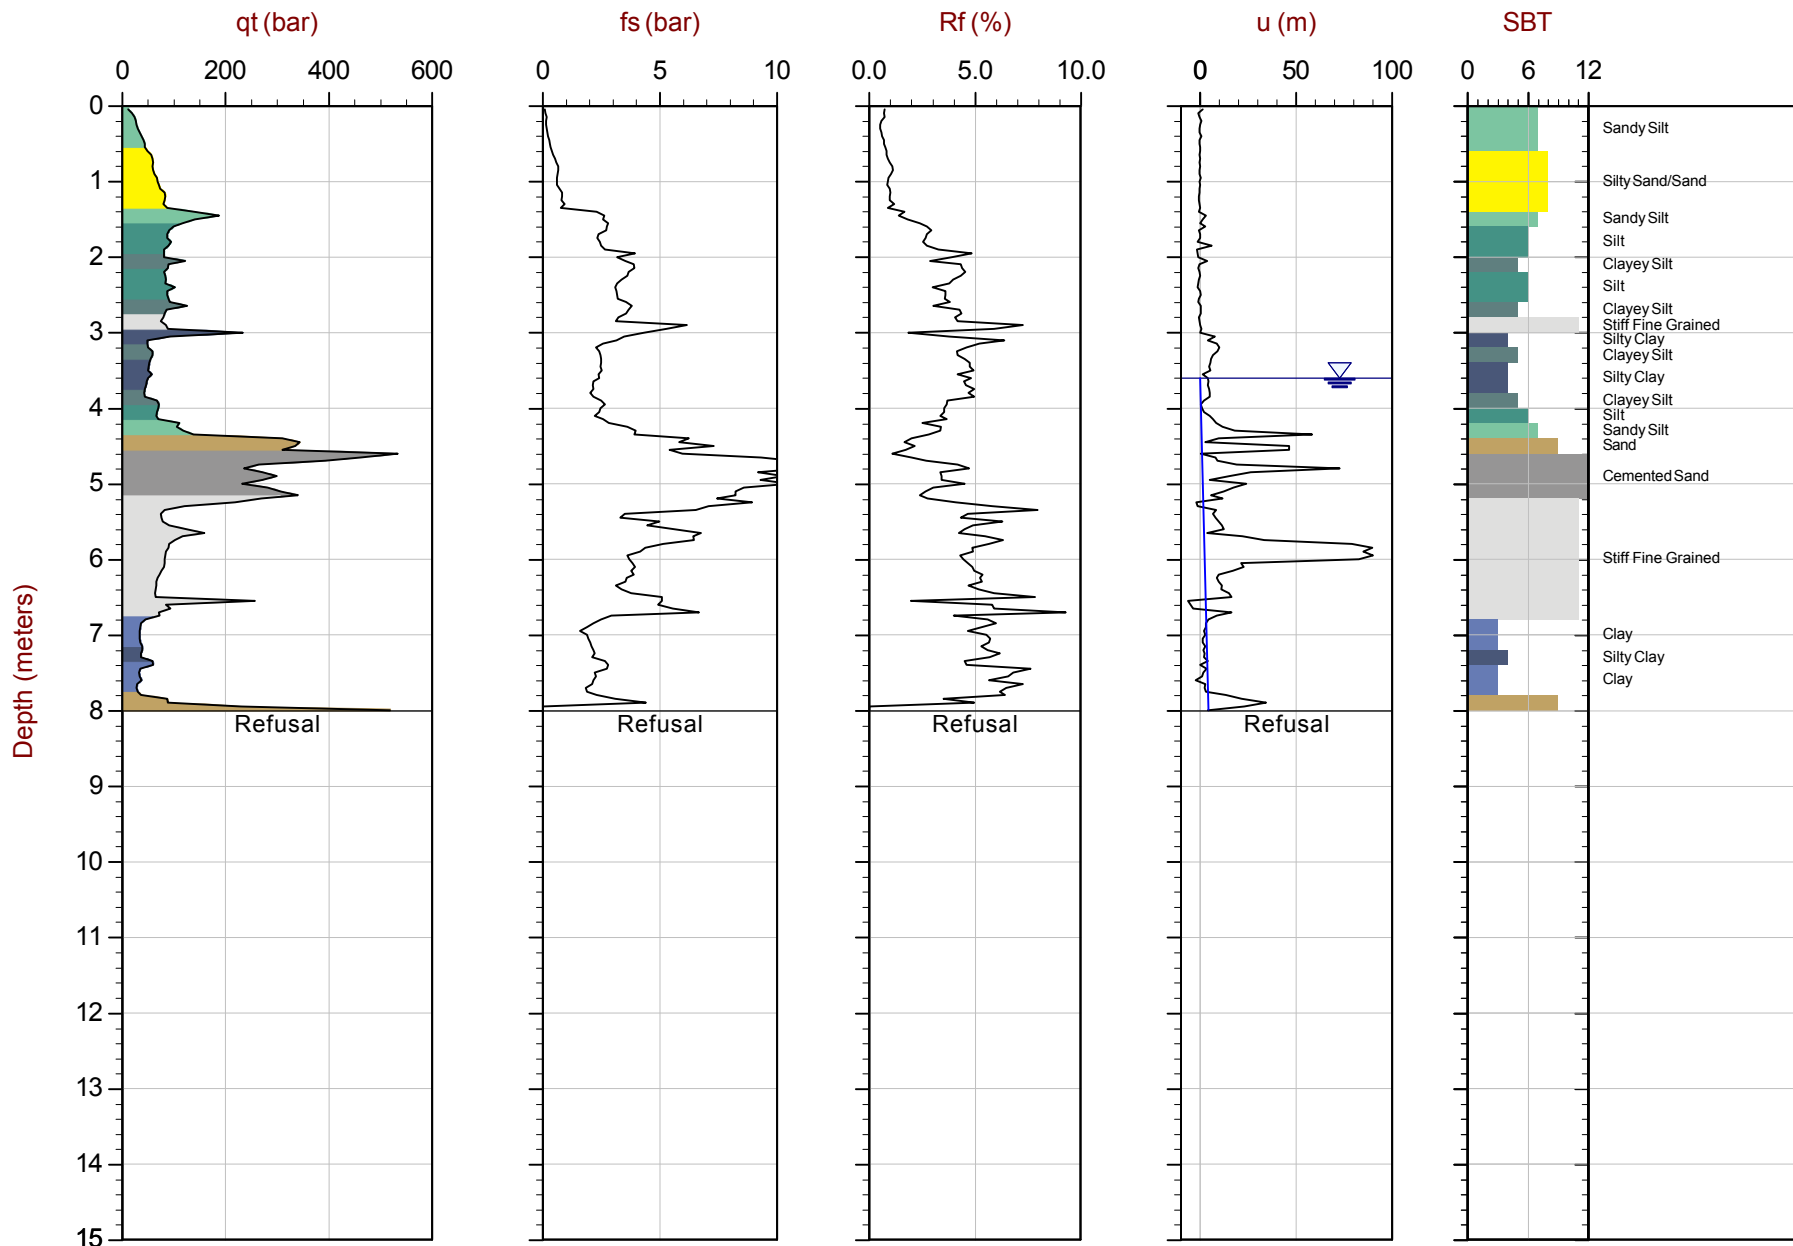 qt (bar) fs (bar) Rf (%) u (m) SBT
0 200 400 600 0 5 10 0.0 5.0 10.0 0 50 100 0 6 12
0
Sandy Silt
1 Silty Sand/Sand
Sandy Silt
Silt
2
Clayey Silt
Silt
Clayey Silt
Stiff Fine Grained
3
Silty Clay
Clayey Silt
Silty Clay
Clayey Silt
4
Silt
Sandy Silt
Sand
Cemented Sand
5
6 Stiff Fine Grained
7 Clay
Silty Clay
Clay
8
Refusal Refusal Refusal Refusal
9
10
11
12
13
14
15
Depth (meters)